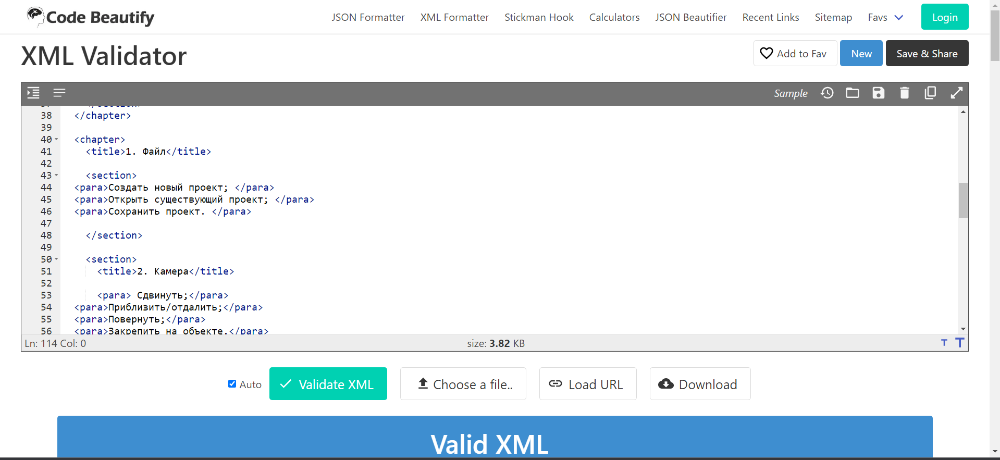 Code Beautify
JSON Formatter XML Formatter Stickman Hook Calculators JSON Beautifier Recent Links Sitemap Favs Login
XML Validator
Add to Fav New Save & Share
Sample
37 </section>
38 </chapter>
39
40 <chapter>
41 <title>1. Файл</title>
42
43 <section>
44 <para>Создать новый проект; </para>
45 <para>Открыть существующий проект; </para>
46 <para>Сохранить проект. </para>
47
48 </section>
49
50 <section>
51 <title>2. Камера</title>
52
53 <para> Сдвинуть;</para>
54 <para>Приблизить/отдалить;</para>
55 <para>Повернуть;</para>
56 <para>Закрепить на объекте.</para>
Ln: 114 Col: 0 size: 3.82 KB T T
Auto Validate XML Choose a file.. Load URL Download
Valid XML